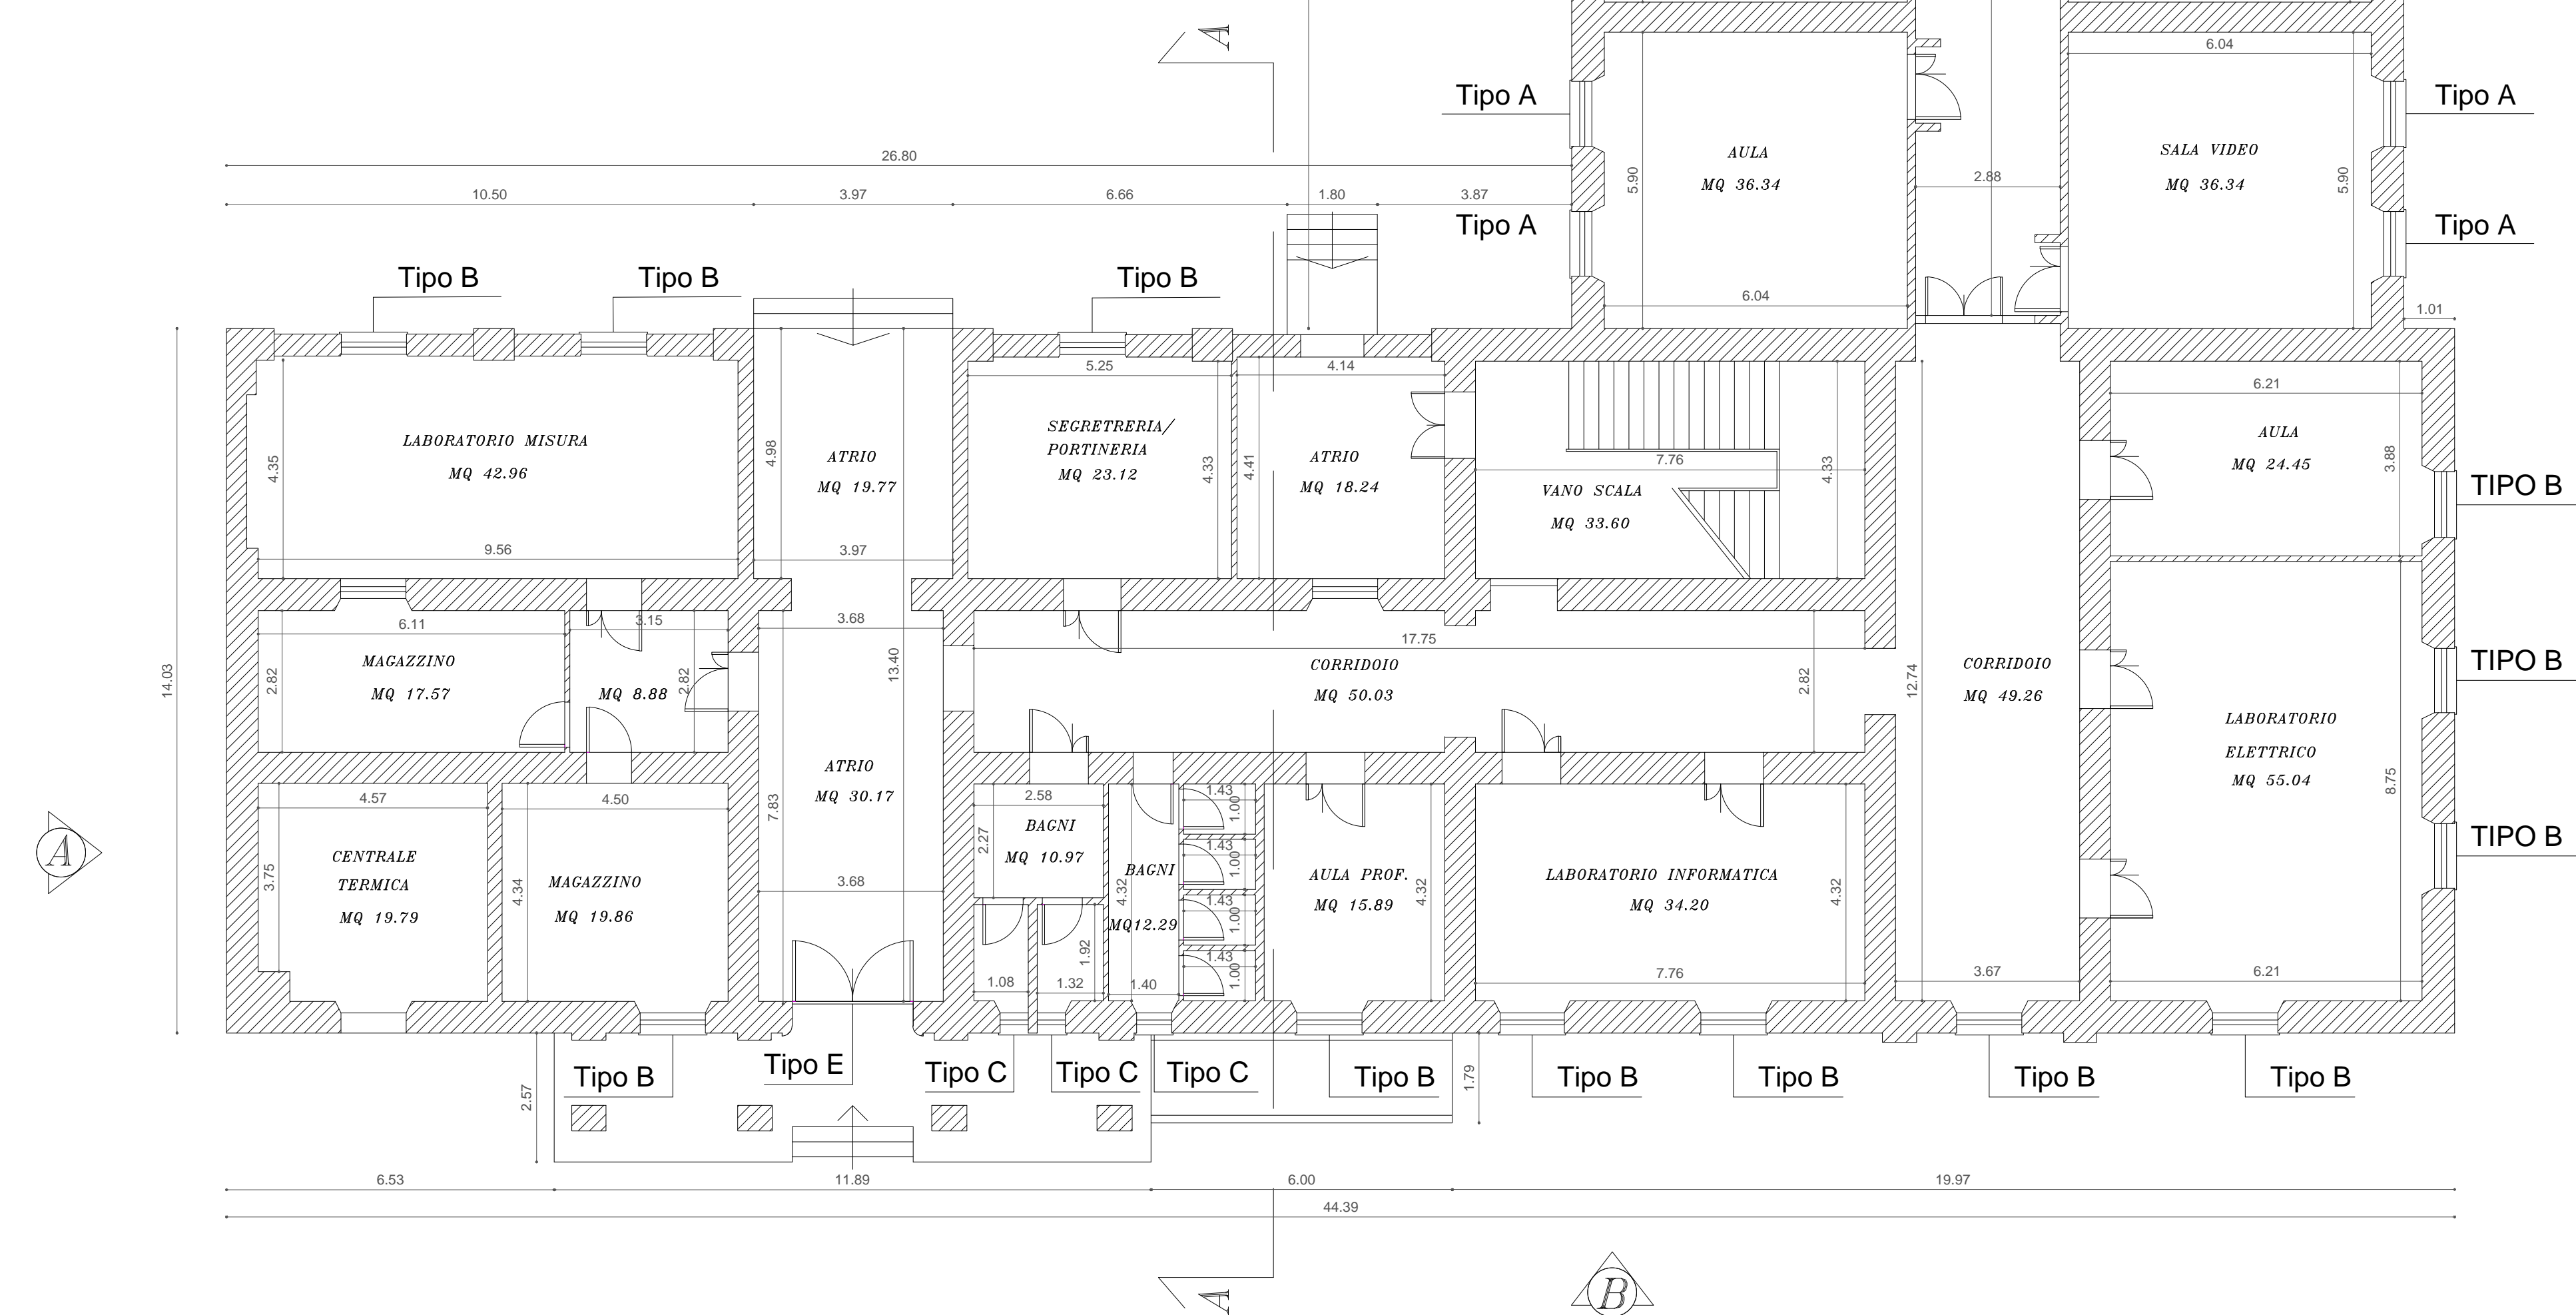 A
6.04
Tipo A
Tipo A
AULA
MQ 36.34
SALA VIDEO
MQ 36.34
5.90
5.90
2.88
26.80
10.50
3.97
6.66
1.80
3.87
Tipo A
Tipo A
6.04
1.01
Tipo B
Tipo B
Tipo B
5.25
4.14
6.21
LABORATORIO MISURA
MQ 42.96
4.35
9.56
4.98
ATRIO
MQ 19.77
3.97
SEGRETRERIA/
PORTINERIA
MQ 23.12
4.33
4.41
ATRIO
MQ 18.24
7.76
VANO SCALA
MQ 33.60
4.33
AULA
MQ 24.45
3.88
TIPO B
6.11
3.15
3.68
17.75
14.03
2.82
MAGAZZINO
MQ 17.57
MQ 8.88
2.82
13.40
CORRIDOIO
MQ 50.03
2.82
12.74
CORRIDOIO
MQ 49.26
TIPO B
LABORATORIO
ELETTRICO
MQ 55.04
8.75
TIPO B
4.57
4.50
ATRIO
MQ 30.17
7.83
2.58
2.27
BAGNI
MQ 10.97
1.43
1.00
1.43
1.00
1.43
1.00
1.43
1.00
A
3.75
CENTRALE
TERMICA
MQ 19.79
4.34
MAGAZZINO
MQ 19.86
3.68
BAGNI
4.32
MQ12.29
AULA PROF.
MQ 15.89
4.32
LABORATORIO INFORMATICA
MQ 34.20
4.32
1.92
1.08
1.32
1.40
7.76
3.67
6.21
Tipo B
Tipo E
Tipo C
Tipo C
Tipo C
Tipo B
Tipo B
Tipo B
Tipo B
Tipo B
2.57
1.79
6.53
11.89
6.00
19.97
44.39
A
B